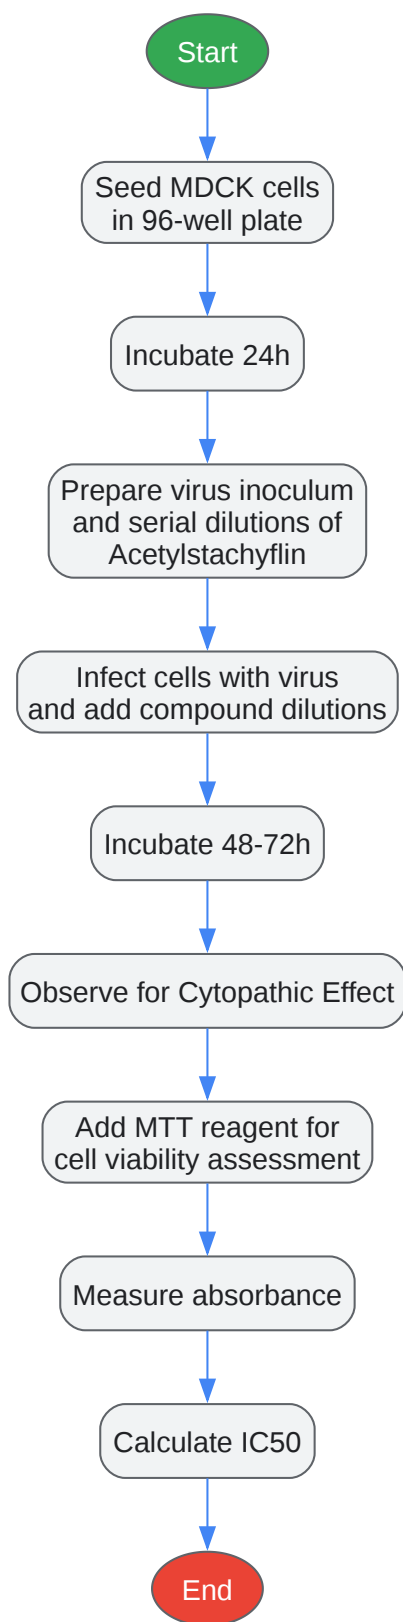 Start
Seed MDCK cells
in 96-well plate
Incubate 24h
Prepare virus inoculum
and serial dilutions of
Acetylstachyflin
Infect cells with virus
and add compound dilutions
Incubate 48-72h
Observe for Cytopathic Effect
Add MTT reagent for
cell viability assessment
Measure absorbance
Calculate IC50
End